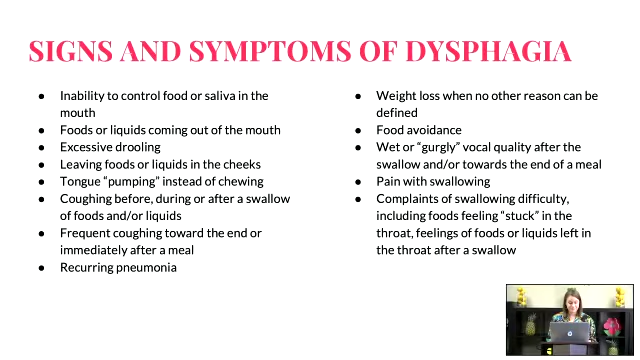 SIGNS AND SYMPTOMS OF DYSPHAGIA
● Inability to control food or saliva in the
mouth
● Foods or liquids coming out of the mouth
● Excessive drooling
● Leaving foods or liquids in the cheeks
● Tongue “pumping” instead of chewing
● Coughing before, during or after a swallow
of foods and/or liquids
● Frequent coughing toward the end or
immediately after a meal
● Recurring pneumonia
● Weight loss when no other reason can be
defined
● Food avoidance
● Wet or “gurgly” vocal quality after the
swallow and/or towards the end of a meal
● Pain with swallowing
● Complaints of swallowing difficulty,
including foods feeling “stuck” in the
throat, feelings of foods or liquids left in
the throat after a swallow